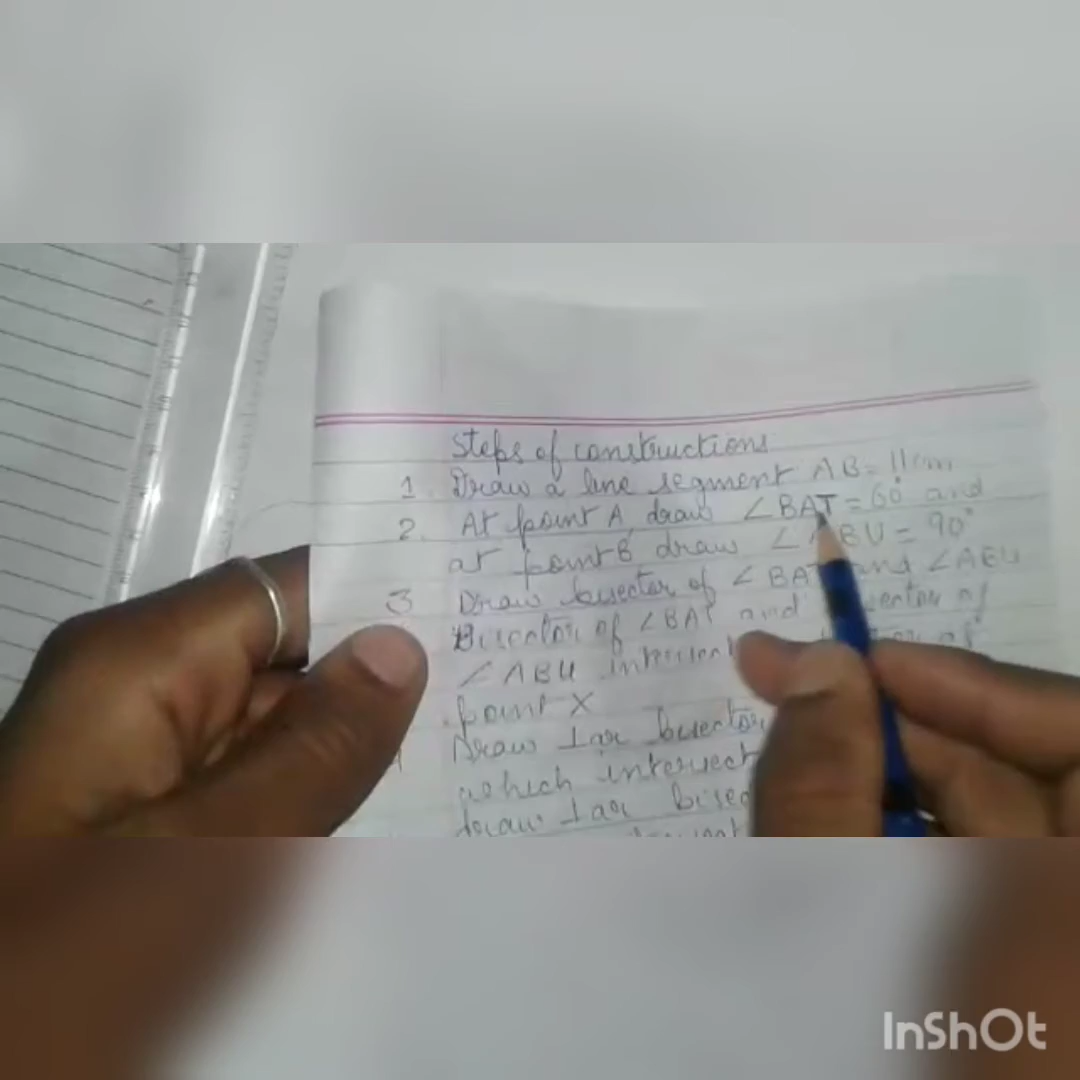 Steps of constructions
1. Draw a line segment AB = 11cm
2. At point A, draw ∠BAT = 60° and
at point B draw ∠ABU = 90°
3 Draw bisector of ∠BAT and ∠ABU
Bisector of ∠BAT and of
∠ABU intersect
point X
Draw ⊥ar bisector
which intersect
draw ⊥ar
InShOt